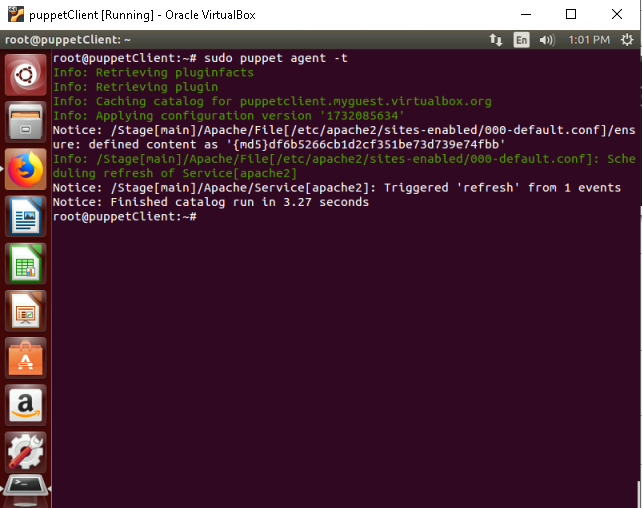 puppetClient [Running] - Oracle VirtualBox
root@puppetClient: ~
En
1:01 PM
root@puppetClient:~# sudo puppet agent -t
Info: Retrieving pluginfacts
Info: Retrieving plugin
Info: Caching catalog for puppetclient.myguest.virtualbox.org
Info: Applying configuration version '1732085634'
Notice: /Stage[main]/Apache/File[/etc/apache2/sites-enabled/000-default.conf]/ens
ure: defined content as '{md5}df6b5266cb1d2cf351be73d739e74fbb'
Info: /Stage[main]/Apache/File[/etc/apache2/sites-enabled/000-default.conf]: Sche
duling refresh of Service[apache2]
Notice: /Stage[main]/Apache/Service[apache2]: Triggered 'refresh' from 1 events
Notice: Finished catalog run in 3.27 seconds
root@puppetClient:~#